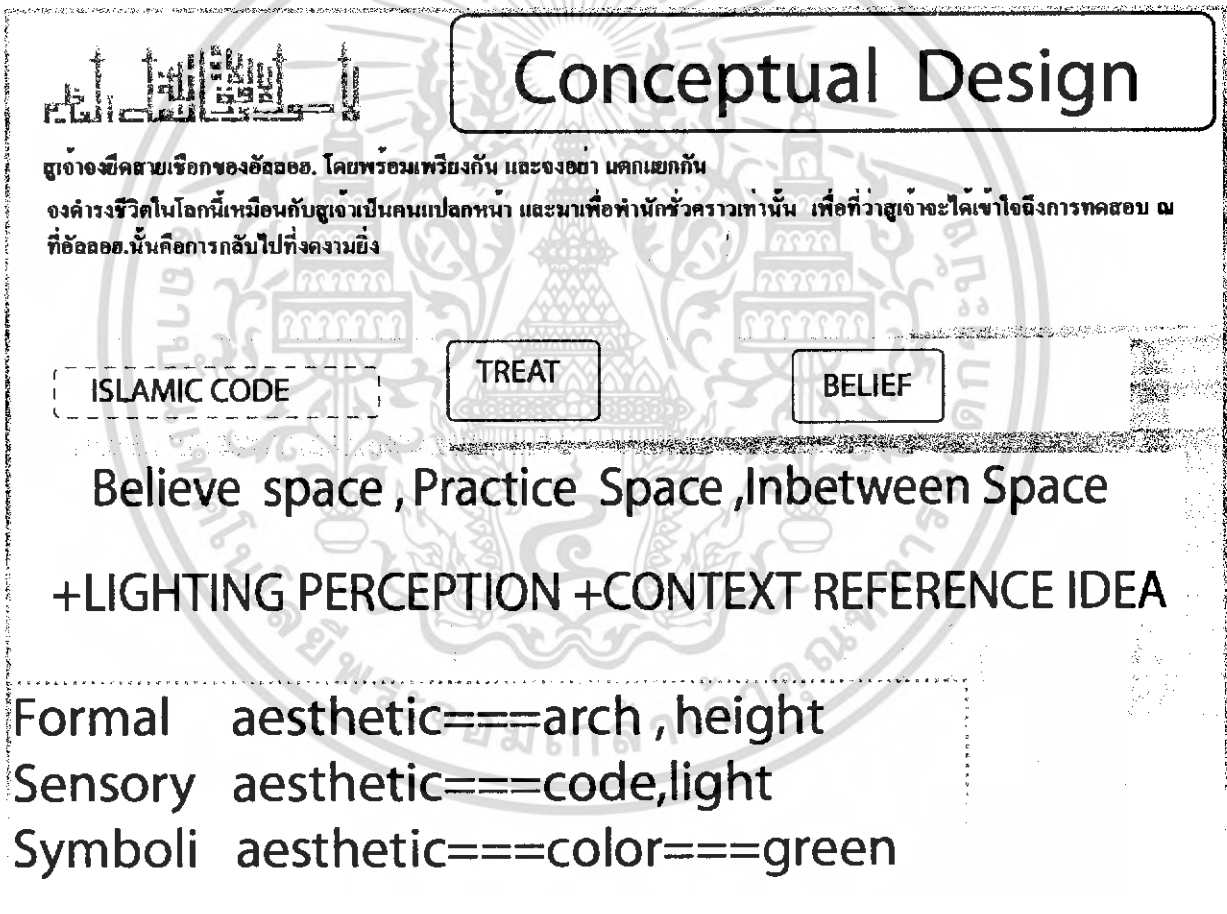 Conceptual Design
สูเจ้าจงยึดสายเชือกของอัลลอฮ. โดยพร้อมเพรียงกัน และจงอย่า แตกแยกกัน
จงดำรงชีวิตในโลกนี้เหมือนกับสูเจ้าเป็นคนแปลกหน้า และมาเพื่อพำนักชั่วคราวเท่านั้น เพื่อที่ว่าสูเจ้าจะได้เข้าใจถึงการทดสอบ ณ
ที่อัลลอฮ.นั้นคือการกลับไปที่งดงามยิ่ง
ISLAMIC CODE
TREAT
BELIEF
Believe space , Practice Space ,Inbetween Space
+LIGHTING PERCEPTION +CONTEXT REFERENCE IDEA
Formal aesthetic===arch , height
Sensory aesthetic===code,light
Symboli aesthetic===color===green